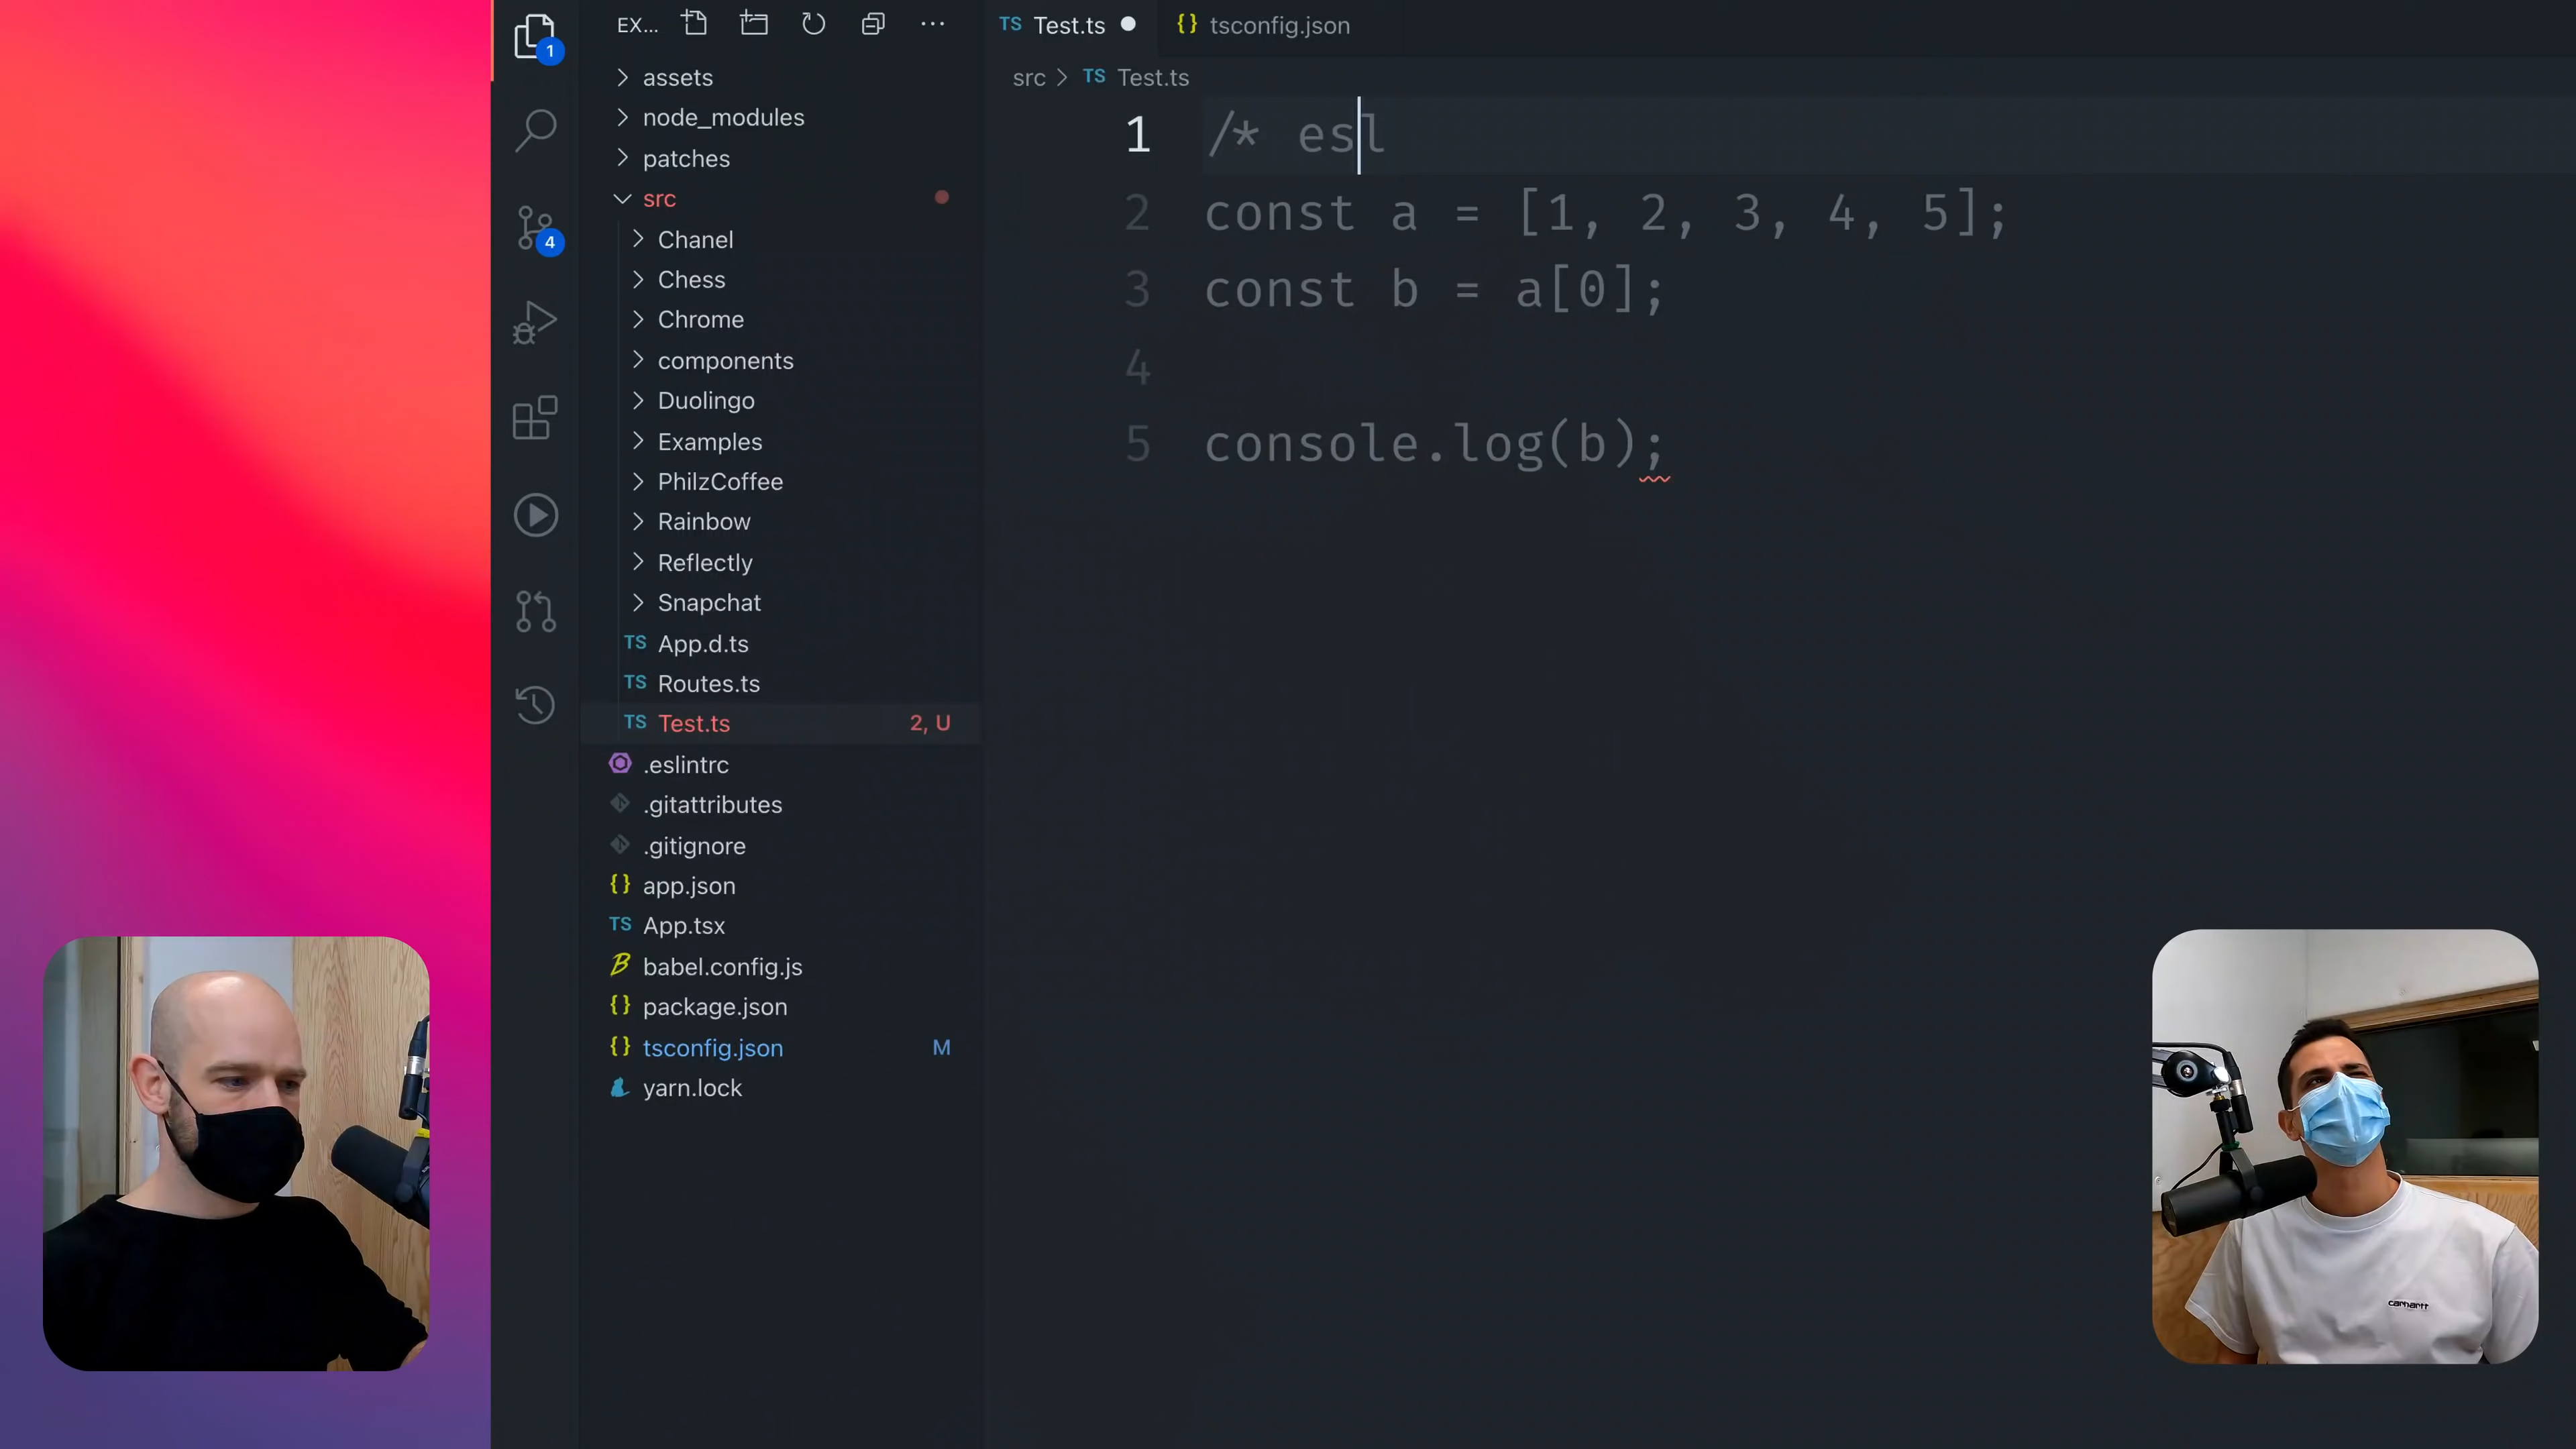 EX...
assets
node_modules
patches
src
Chanel
Chess
Chrome
components
Duolingo
Examples
PhilzCoffee
Rainbow
Reflectly
Snapchat
TS App.d.ts
TS Routes.ts
TS Test.ts 2, U
.eslintrc
.gitattributes
.gitignore
{} app.json
TS App.tsx
babel.config.js
{} package.json
{} tsconfig.json M
yarn.lock
1
4
TS Test.ts
{} tsconfig.json
src > TS Test.ts
1 /* esl
2 const a = [1, 2, 3, 4, 5];
3 const b = a[0];
4
5 console.log(b);
carhartt